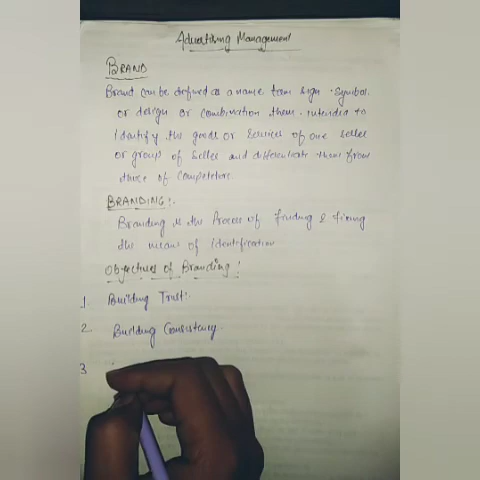 Advertising Management
BRAND
Brand can be defined as a name term sign symbol
or design or combination them. intended to
identify the goods or services of one seller
or group of seller and differentiate them from
those of Competitors.
BRANDING:-
Branding is the Process of finding & fixing
the means of identification
Objectives of Branding:
1. Building Trust.
2 Building Consistency.
3